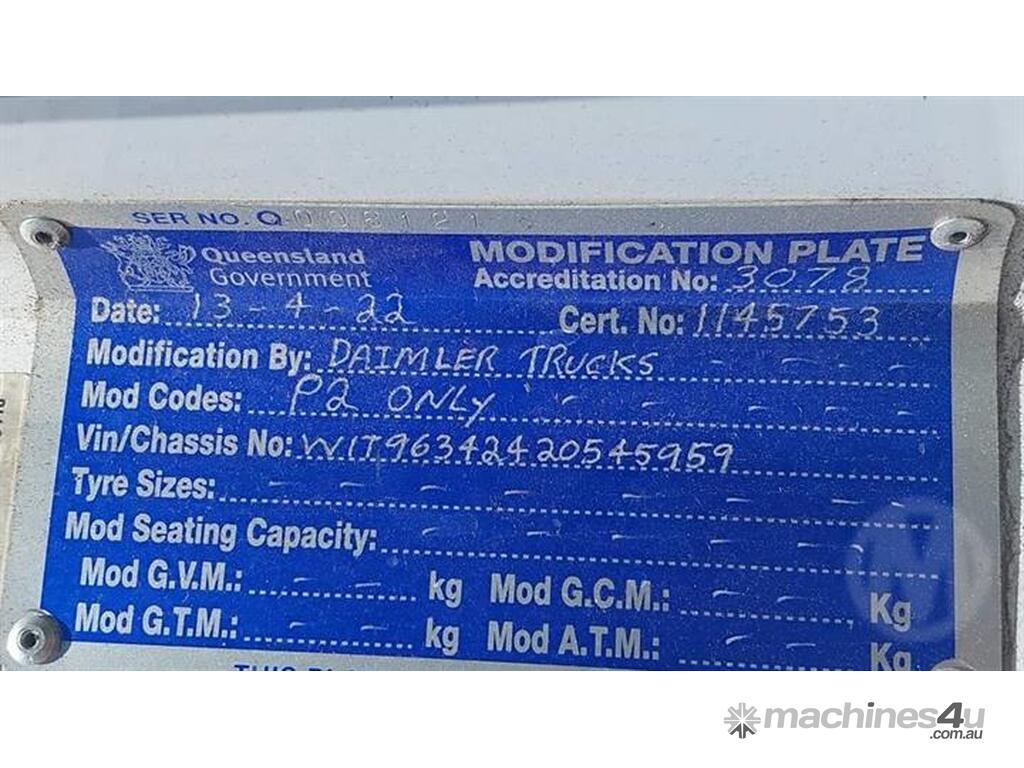 SER NO. Q 008121
Queensland Government
MODIFICATION PLATE
Accreditation No: 3078
Date: 13-4-22 Cert. No: 1145753
Modification By: DAIMLER TRUCKS - - -
Mod Codes: P2 ONLY - - - - -
Vin/Chassis No: W1T96342420545959
Tyre Sizes: - - - - - - - -
Mod Seating Capacity: - - - - - - -
Mod G.V.M.: - - - kg Mod G.C.M.: - - - Kg
Mod G.T.M.: - - - kg Mod A.T.M.: - - - Kg
machines4u
.com.au